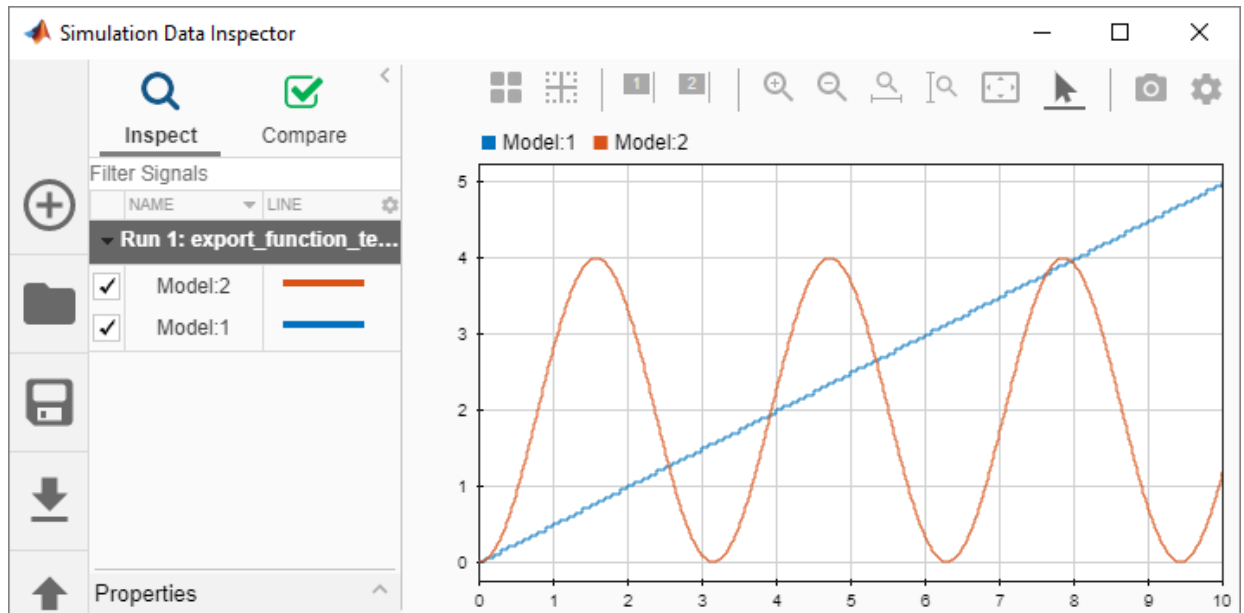 Simulation Data Inspector
Inspect Compare
Filter Signals
NAME LINE
Run 1: export_function_te...
Model:2
Model:1
Properties
1 2
Model:1 Model:2
5
4
3
2
1
0
0 1 2 3 4 5 6 7 8 9 10